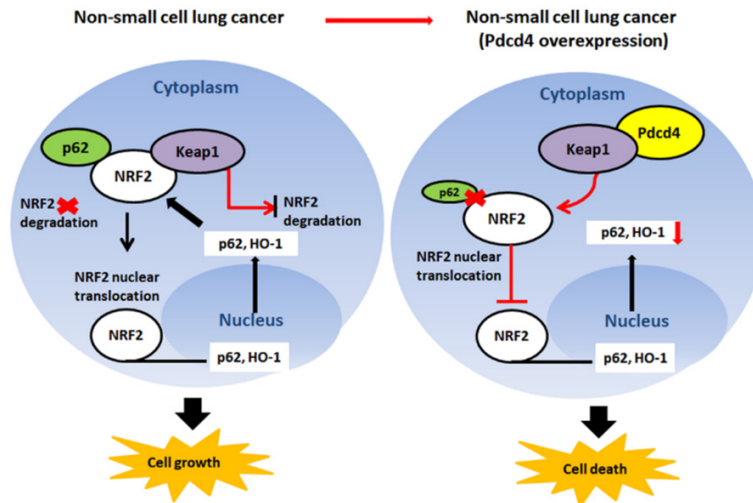 Non-small cell lung cancer
Cytoplasm
p62
Keap1
NRF2
NRF2
degradation
NRF2
degradation
p62, HO-1
NRF2 nuclear
translocation
Nucleus
NRF2
p62, HO-1
Cell growth
Non-small cell lung cancer
(Pdcd4 overexpression)
Cytoplasm
Pdcd4
Keap1
p62
NRF2
p62, HO-1
NRF2 nuclear
translocation
Nucleus
NRF2
p62, HO-1
Cell death